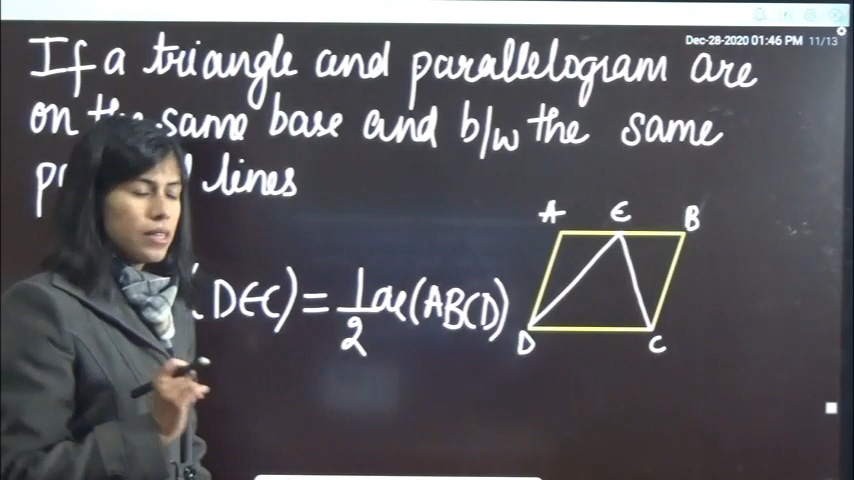 Dec-28-2020 01:46 PM 11/13
If a triangle and parallelogram are
on the same base and b/w the same
lines
A E B
(DEC) = 1/2 ar(ABCD)
D C